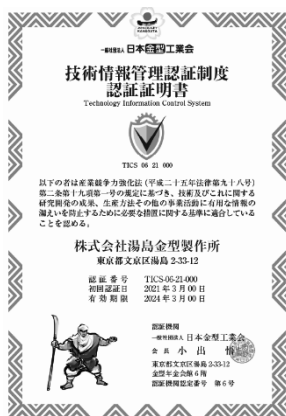 一般社団法人 日本金型工業会
技術情報管理認証制度
認証証明書
Technology Information Control System
TICS 06 21 000
以下の者は産業競争力強化法(平成二十五年法律第九十八号)
第二条第十九項第一号の規定に基づき、技術及びこれに関する
研究開発の成果、生産方法その他の事業活動に有用な情報の
漏えいを防止するために必要な措置に関する基準に適合している
ことを認める。
株式会社湯島金型製作所
東京都文京区湯島 2-33-12
認証番号 TICS-06-21-000
初回認証日 2021 年 3 月 00 日
有効期限 2024 年 3 月 00 日
認証機関
一般社団法人 日本金型工業会
会長 小出 悟
東京都文京区湯島 2-33-12
金型年金会館 6 階
認証機関認定番号 第 6 号